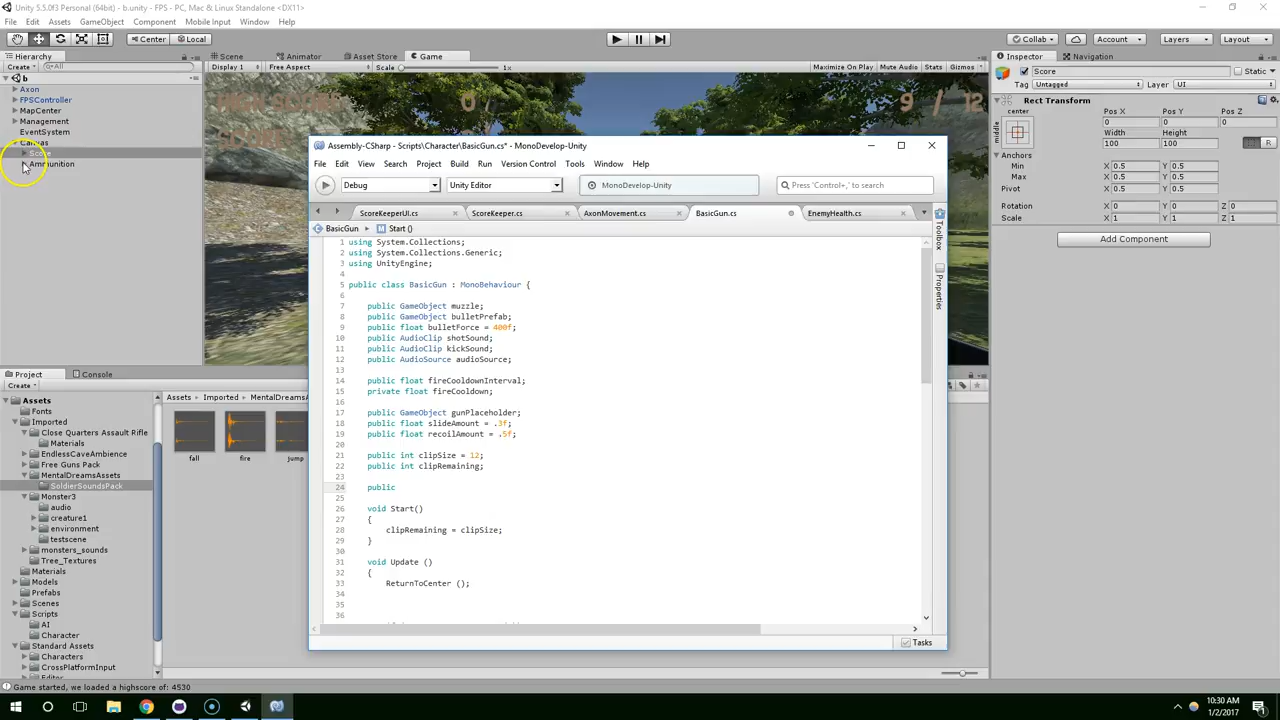 Unity 5.5.0f3 Personal (64bit) - b.unity - FPS - PC, Mac & Linux Standalone <DX11>
File Edit Assets GameObject Component Mobile Input Window Help
Center Local Collab Account Layers Layout
Hierarchy Scene Animator Asset Store Game Inspector Navigation
Create All Display 1 Free Aspect Scale 1x Maximize On Play Mute Audio Stats Gizmos
Score Static
Tag Untagged Layer UI
b
Axon
FPSController
MapCenter
Management
EventSystem
Canvas
Score
Ammunition
0
9 / 12
Rect Transform
center
middle
Pos X Pos Y Pos Z
0 0 0
Width Height
100 100
R
Anchors
Min X 0.5 Y 0.5
Max X 0.5 Y 0.5
Pivot X 0.5 Y 0.5
Rotation X 0 Y 0 Z 0
Scale X 1 Y 1 Z 1
Add Component
Assembly-CSharp - Scripts\Character\BasicGun.cs* - MonoDevelop-Unity
File Edit View Search Project Build Run Version Control Tools Window Help
Debug Unity Editor MonoDevelop-Unity Press 'Control+,' to search
ScoreKeeperUI.cs ScoreKeeper.cs AxonMovement.cs BasicGun.cs EnemyHealth.cs
BasicGun Start ()
Toolbox
Properties
1 using System.Collections;
2 using System.Collections.Generic;
3 using UnityEngine;
4
5 public class BasicGun : MonoBehaviour {
6
7 public GameObject muzzle;
8 public GameObject bulletPrefab;
9 public float bulletForce = 400f;
10 public AudioClip shotSound;
11 public AudioClip kickSound;
12 public AudioSource audioSource;
13
14 public float fireCooldownInterval;
15 private float fireCooldown;
16
17 public GameObject gunPlaceholder;
18 public float slideAmount = .3f;
19 public float recoilAmount = .5f;
20
21 public int clipSize = 12;
22 public int clipRemaining;
23
24 public
25
26 void Start()
27 {
28 clipRemaining = clipSize;
29 }
30
31 void Update ()
32 {
33 ReturnToCenter ();
34
35
36
Tasks
Project Console
Create
Assets
Fonts
Imported
Close Quarters Assault Rifle
Materials
EndlessCaveAmbience
Free Guns Pack
MentalDreamsAssets
SoldierSoundsPack
Monster3
audio
creature1
environment
testscene
monsters_sounds
Tree_Textures
Materials
Models
Prefabs
Scenes
Scripts
AI
Character
Standard Assets
Characters
CrossPlatformInput
Editor
Assets Imported MentalDreamsA
fall fire jump
Game started, we loaded a highscore of: 4530
10:30 AM
1/2/2017